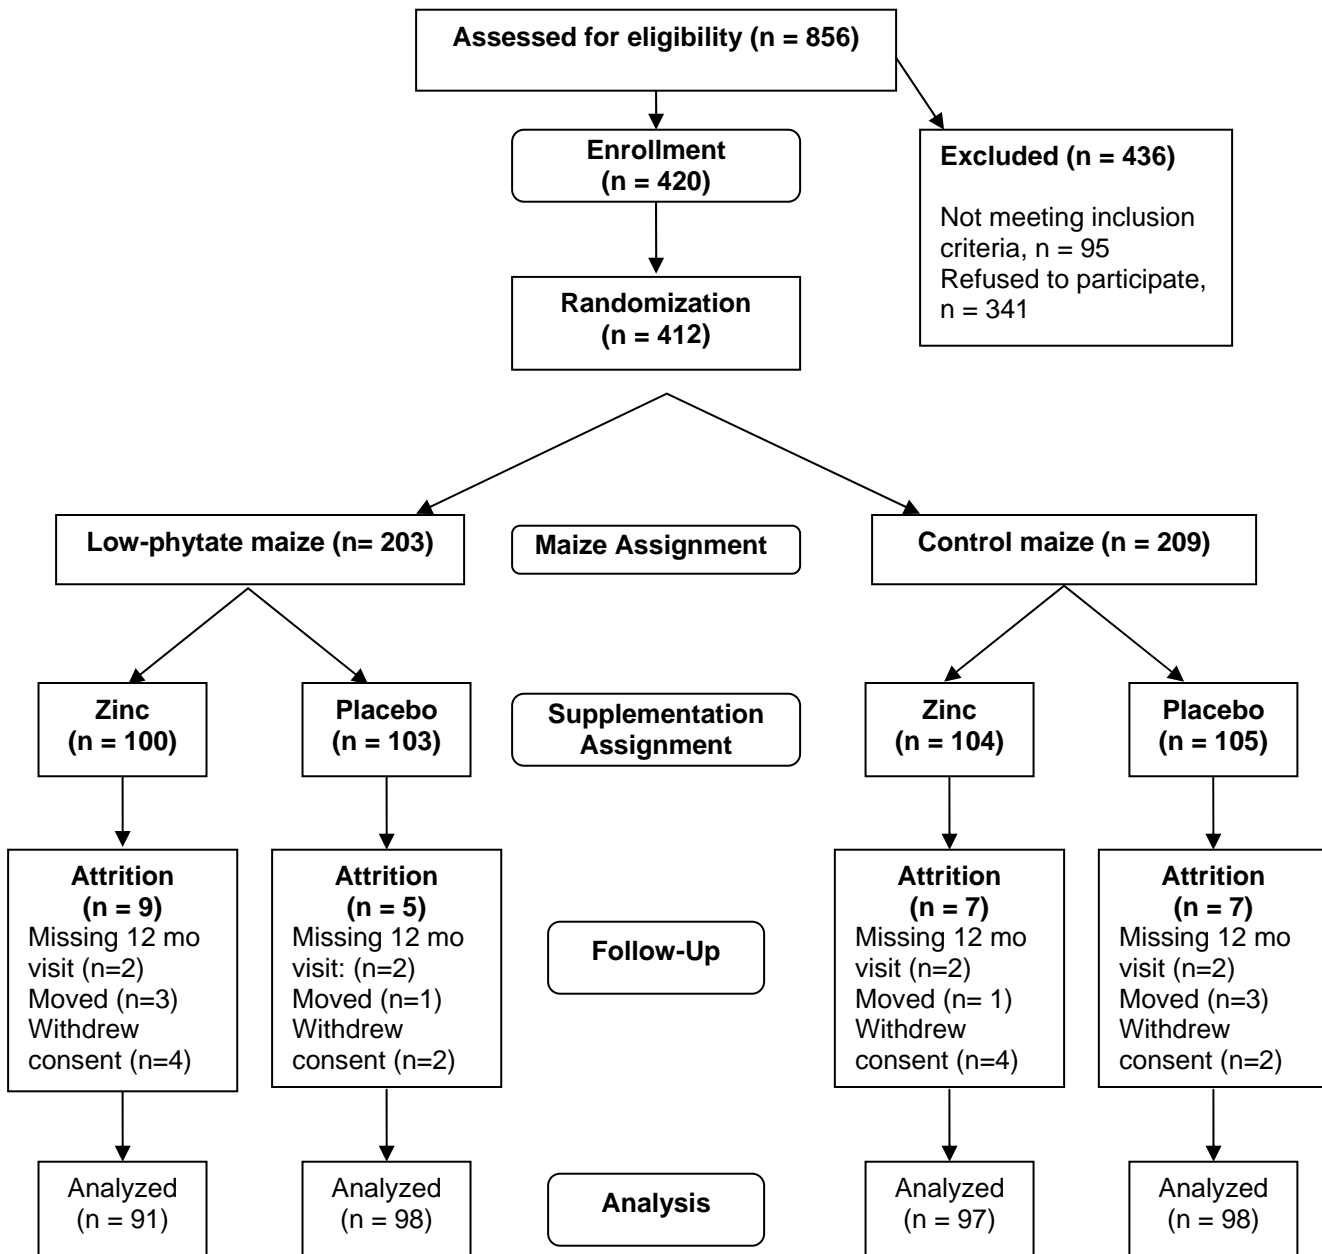 Assessed for eligibility (n = 856)
Enrollment
(n = 420)
Excluded (n = 436)
Not meeting inclusion
criteria, n = 95
Refused to participate,
n = 341
Randomization
(n = 412)
Low-phytate maize (n= 203)
Maize Assignment
Control maize (n = 209)
Zinc
(n = 100)
Placebo
(n = 103)
Supplementation
Assignment
Zinc
(n = 104)
Placebo
(n = 105)
Attrition
(n = 9)
Missing 12 mo
visit (n=2)
Moved (n=3)
Withdrew
consent (n=4)
Attrition
(n = 5)
Missing 12 mo
visit: (n=2)
Moved (n=1)
Withdrew
consent (n=2)
Follow-Up
Attrition
(n = 7)
Missing 12 mo
visit (n=2)
Moved (n= 1)
Withdrew
consent (n=4)
Attrition
(n = 7)
Missing 12 mo
visit (n=2)
Moved (n=3)
Withdrew
consent (n=2)
Analyzed
(n = 91)
Analyzed
(n = 98)
Analysis
Analyzed
(n = 97)
Analyzed
(n = 98)